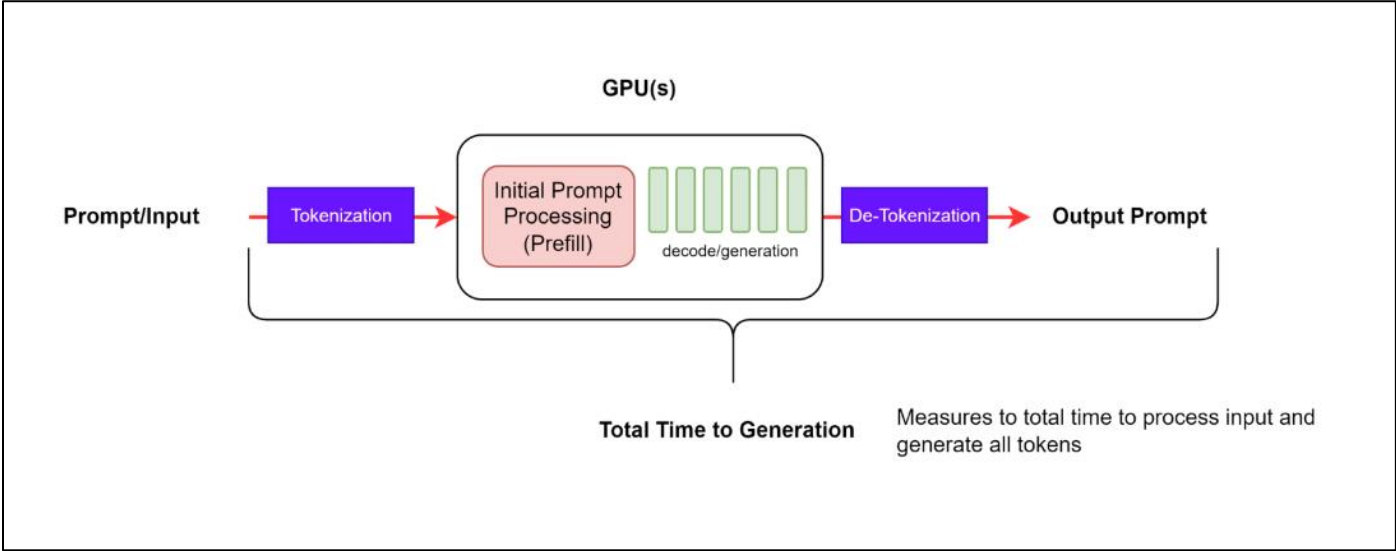 GPU(s)
Prompt/Input
Tokenization
Initial Prompt
Processing
(Prefill)
decode/generation
De-Tokenization
Output Prompt
Total Time to Generation
Measures to total time to process input and
generate all tokens